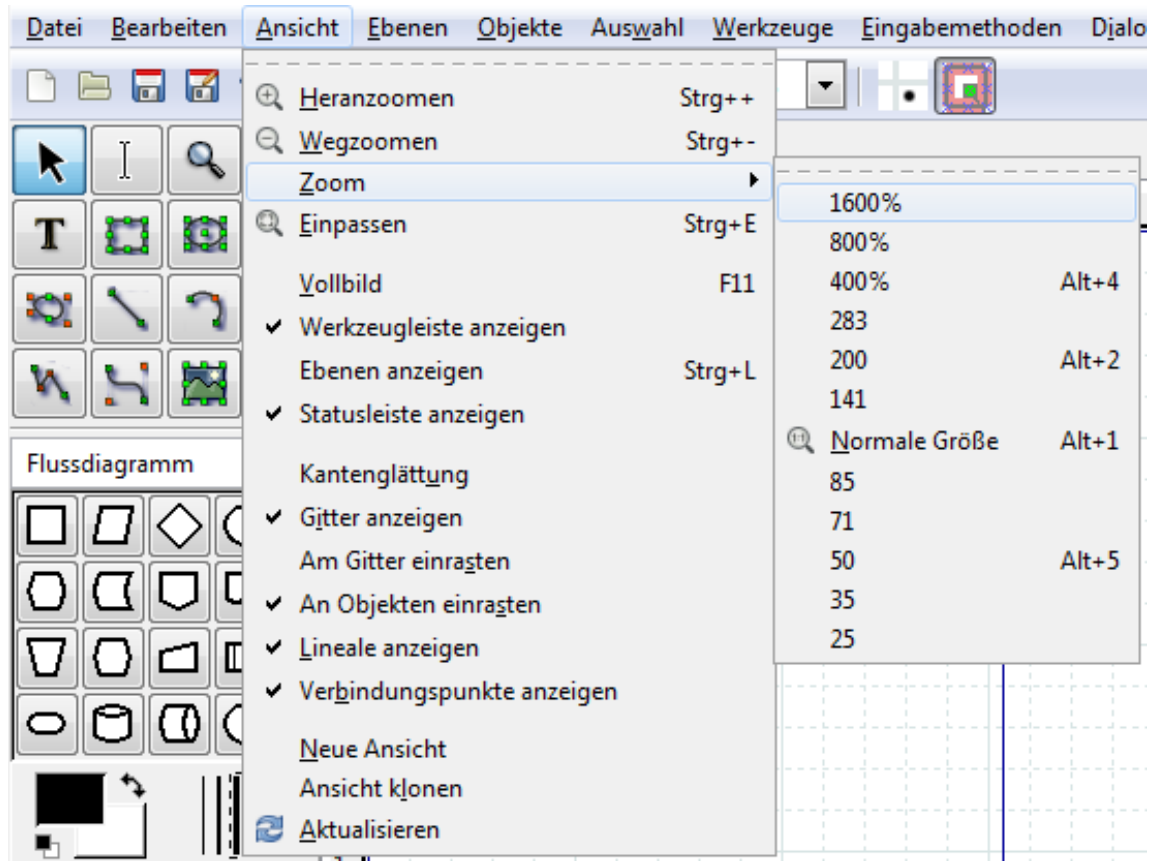 Datei Bearbeiten Ansicht Ebenen Objekte Auswahl Werkzeuge Eingabemethoden Dialo
Heranzoomen Strg++
Wegzoomen Strg+-
Zoom
Einpassen Strg+E
Vollbild F11
Werkzeugleiste anzeigen
Ebenen anzeigen Strg+L
Statusleiste anzeigen
Kantenglättung
Gitter anzeigen
Am Gitter einrasten
An Objekten einrasten
Lineale anzeigen
Verbindungspunkte anzeigen
Neue Ansicht
Ansicht klonen
Aktualisieren
1600%
800%
400% Alt+4
283
200 Alt+2
141
Normale Größe Alt+1
85
71
50 Alt+5
35
25
T
Flussdiagramm